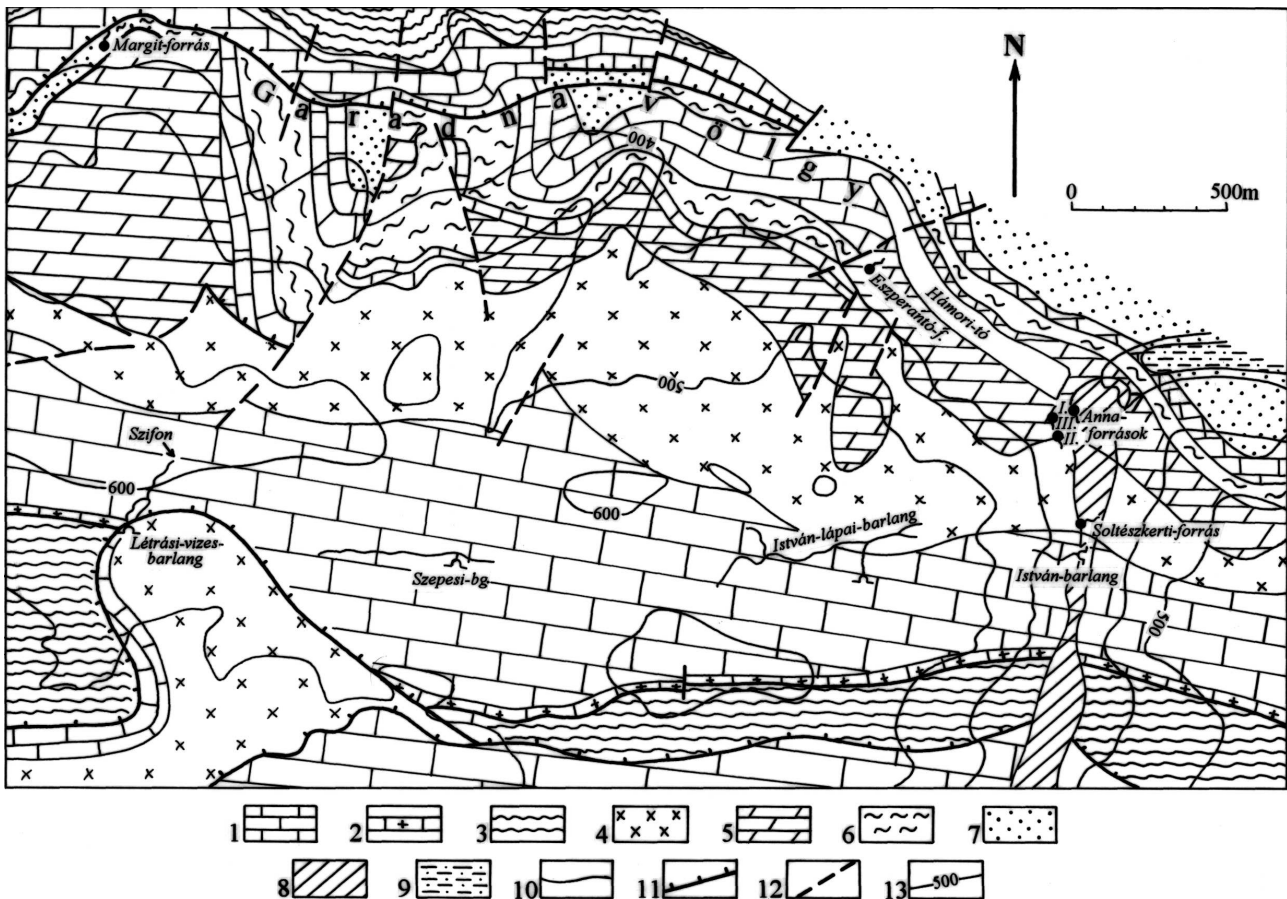 Margit-forrás
N
0 500m
Garadna-völgy
400
Eszperantó-f.
Hámori-tó
500
I.
III.
II.
Anna-
források
Szifon
600
600
Létrási-vizes-
barlang
Szepesi-bg
István-lápai-barlang
Soltészkerti-forrás
István-barlang
500
1 2 3 4 5 6 7
8 9 10 11 12 13 500